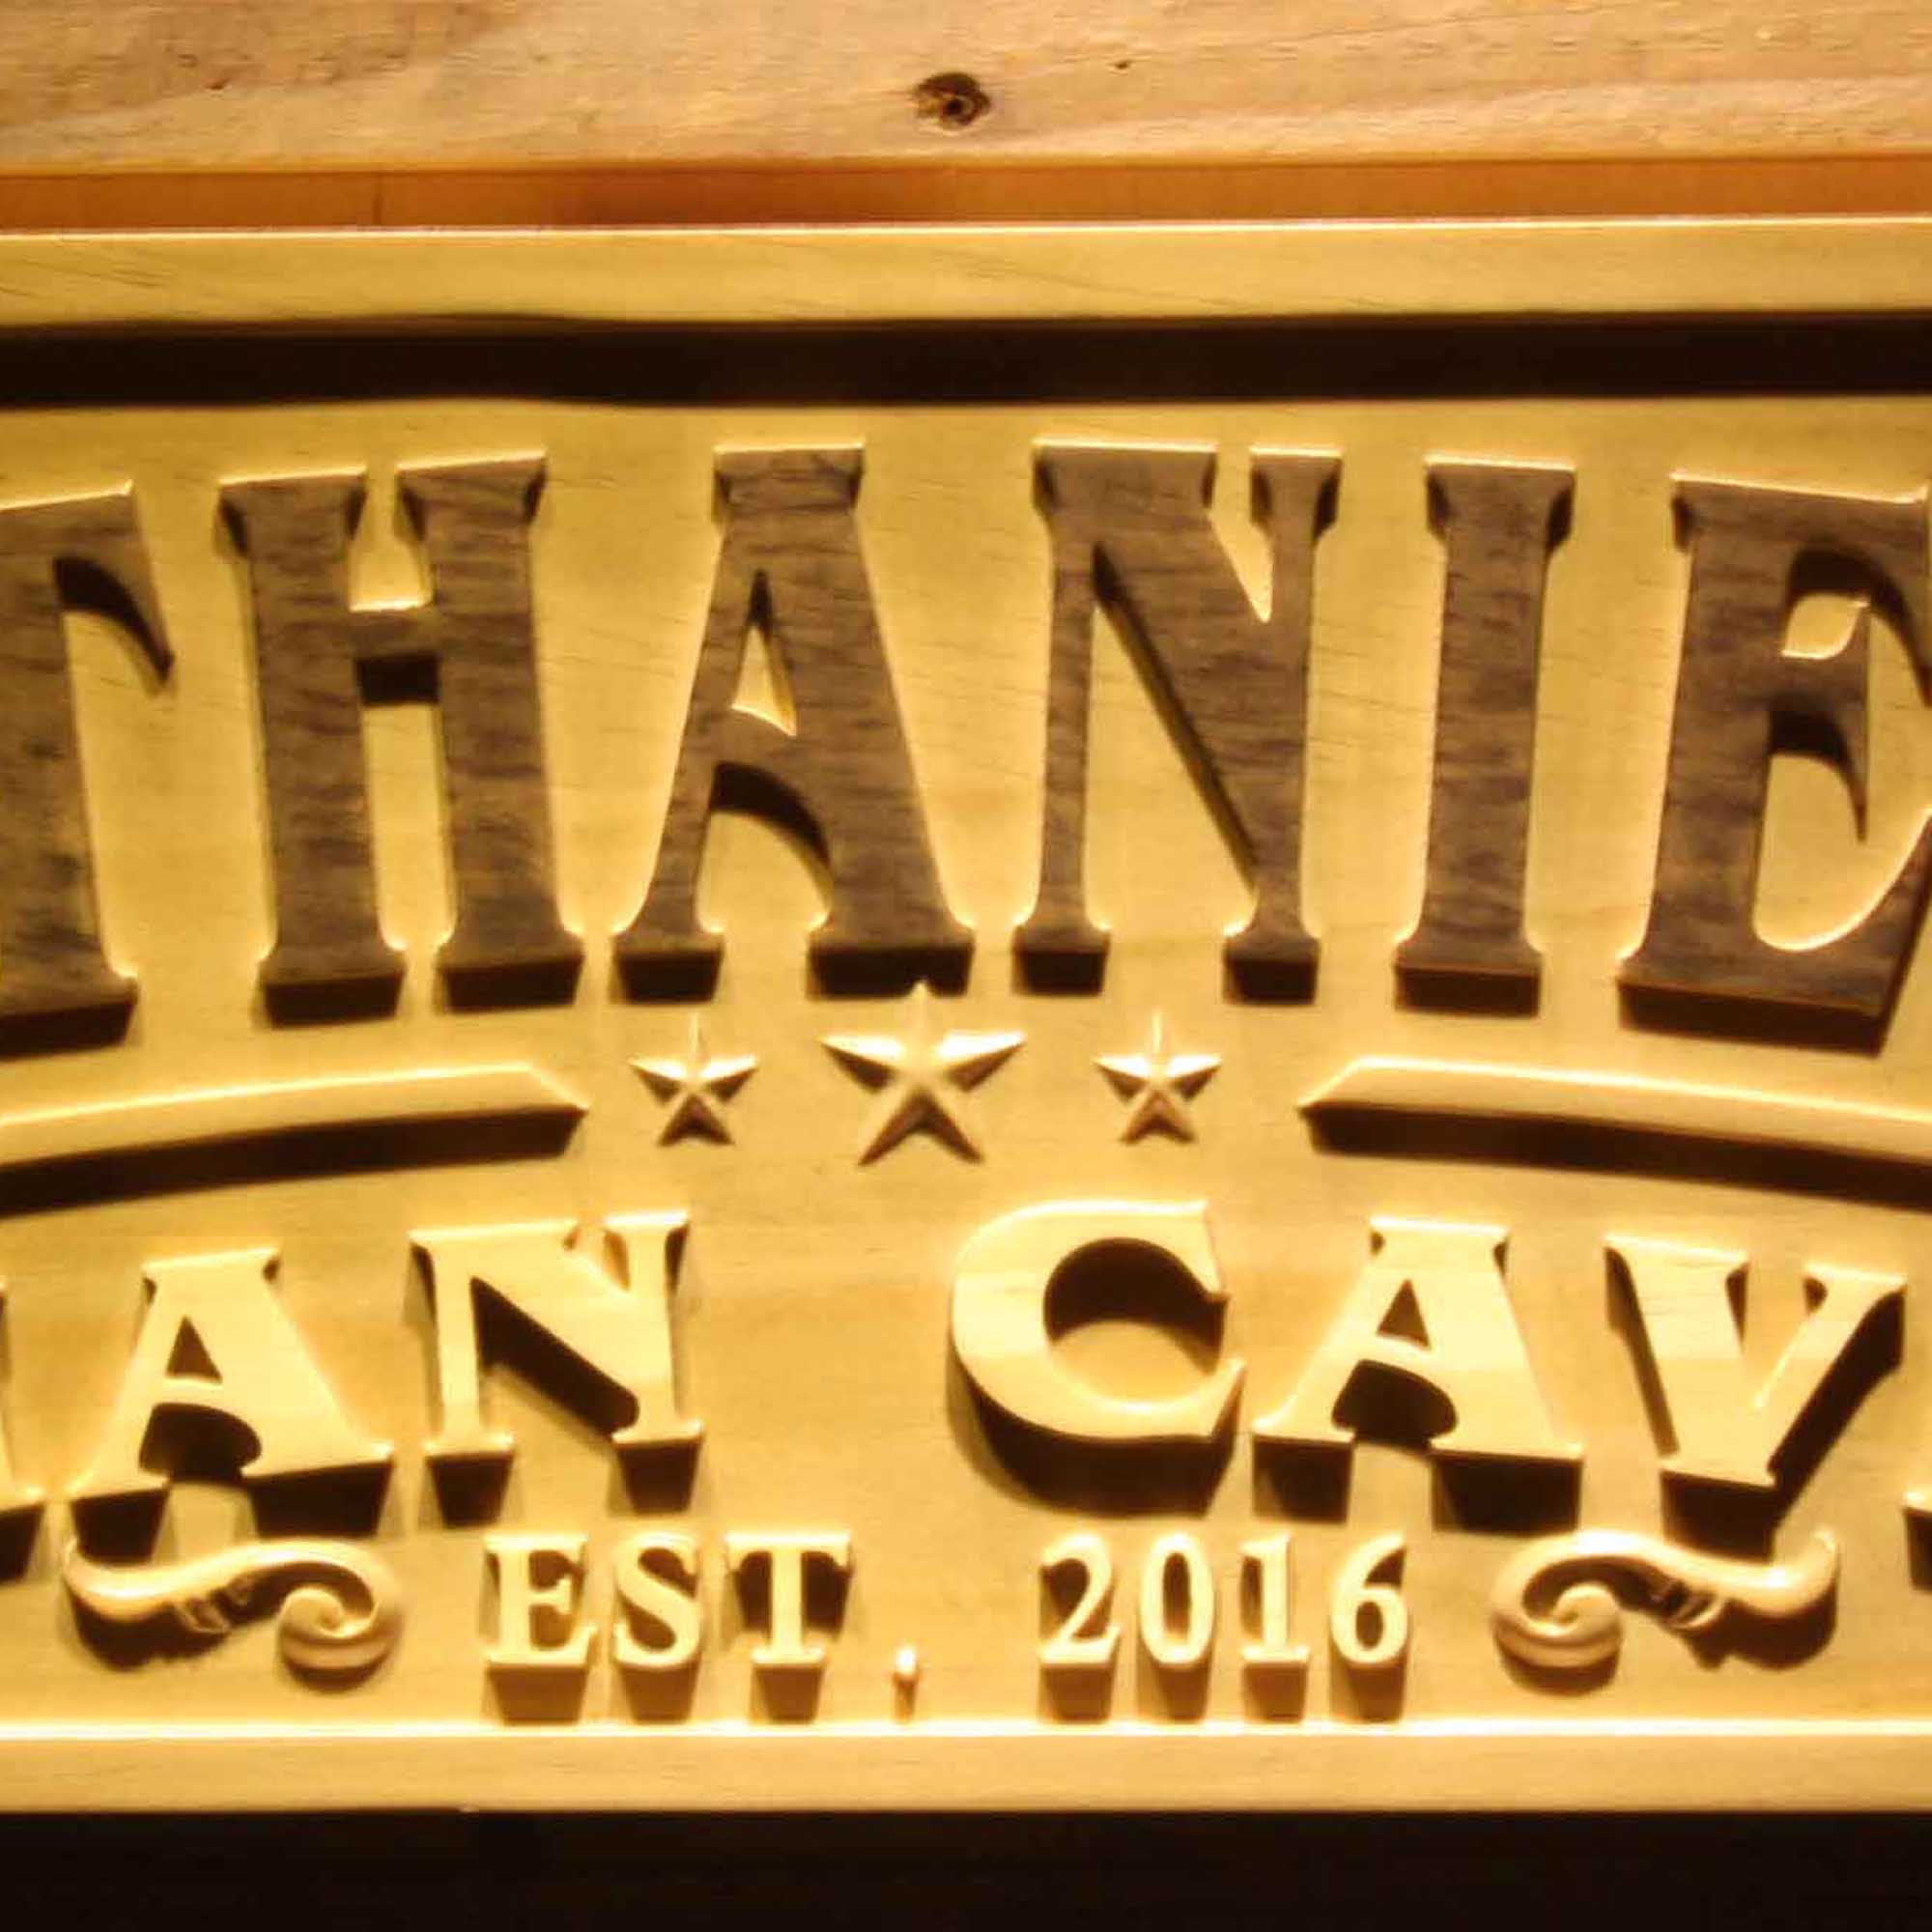 THANIE
AN CAV
EST. 2016